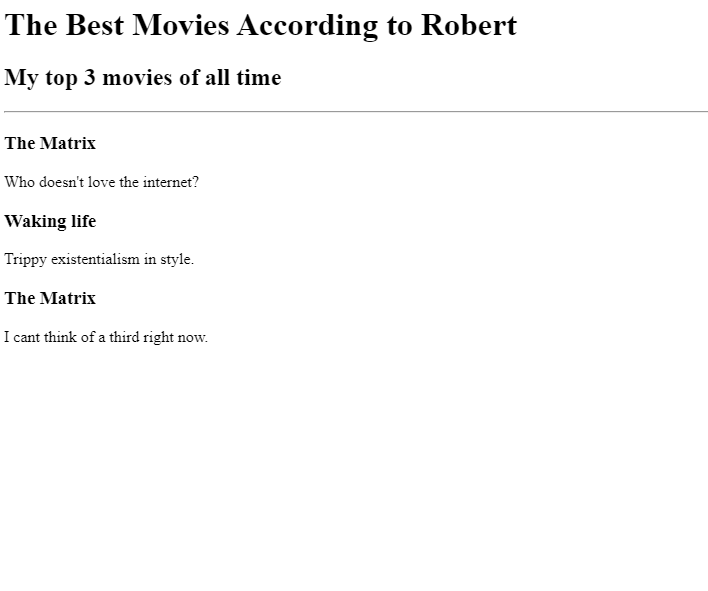 The Best Movies According to Robert
My top 3 movies of all time
The Matrix
Who doesn't love the internet?
Waking life
Trippy existentialism in style.
The Matrix
I cant think of a third right now.